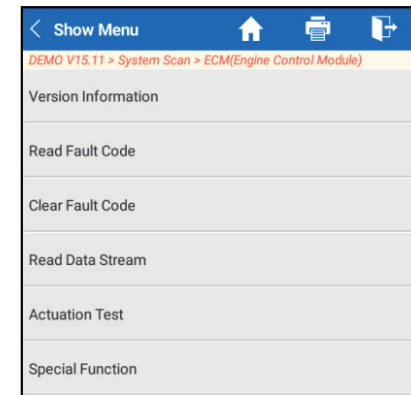 Show Menu
DEMO V15.11 > System Scan > ECM(Engine Control Module)
Version Information
Read Fault Code
Clear Fault Code
Read Data Stream
Actuation Test
Special Function